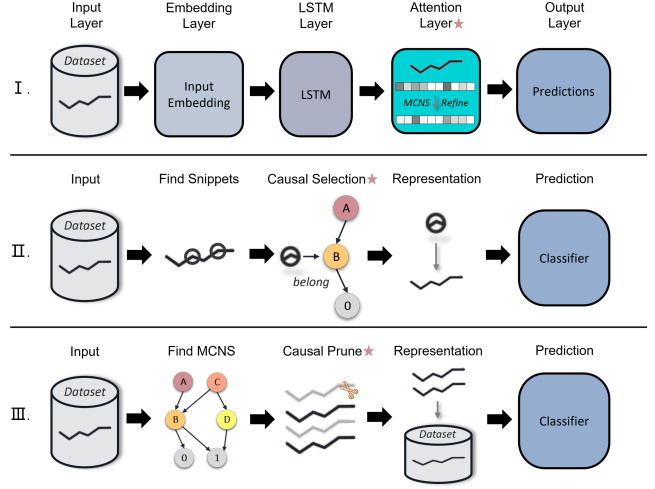 Input Embedding LSTM Attention Output
Layer Layer Layer Layer★ Layer
Dataset
I.
Input
Embedding
LSTM
MCNS Refine
Predictions
Input Find Snippets Causal Selection★ Representation Prediction
Dataset
II.
A
B
belong
0
Classifier
Input Find MCNS Causal Prune★ Representation Prediction
Dataset
III.
A C
B D
0 1
Dataset
Classifier